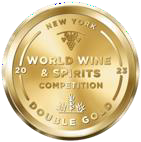 NEW YORK
20 23
WORLD WINE
& SPIRITS
COMPETITION
DOUBLE GOLD